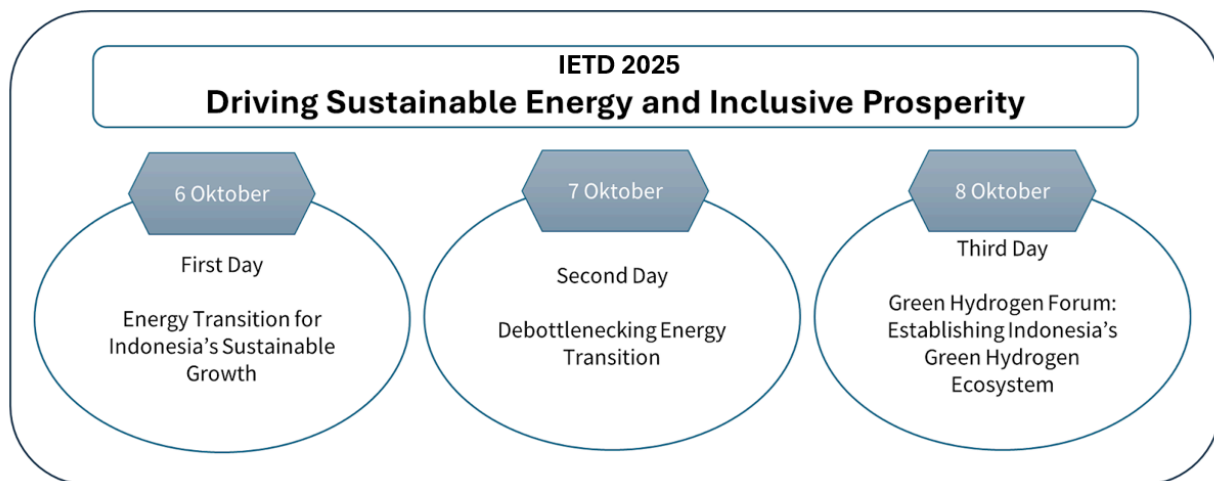 IETD 2025
Driving Sustainable Energy and Inclusive Prosperity
6 Oktober
First Day
Energy Transition for
Indonesia's Sustainable
Growth
7 Oktober
Second Day
Debottlenecking Energy
Transition
8 Oktober
Third Day
Green Hydrogen Forum:
Establishing Indonesia's
Green Hydrogen
Ecosystem